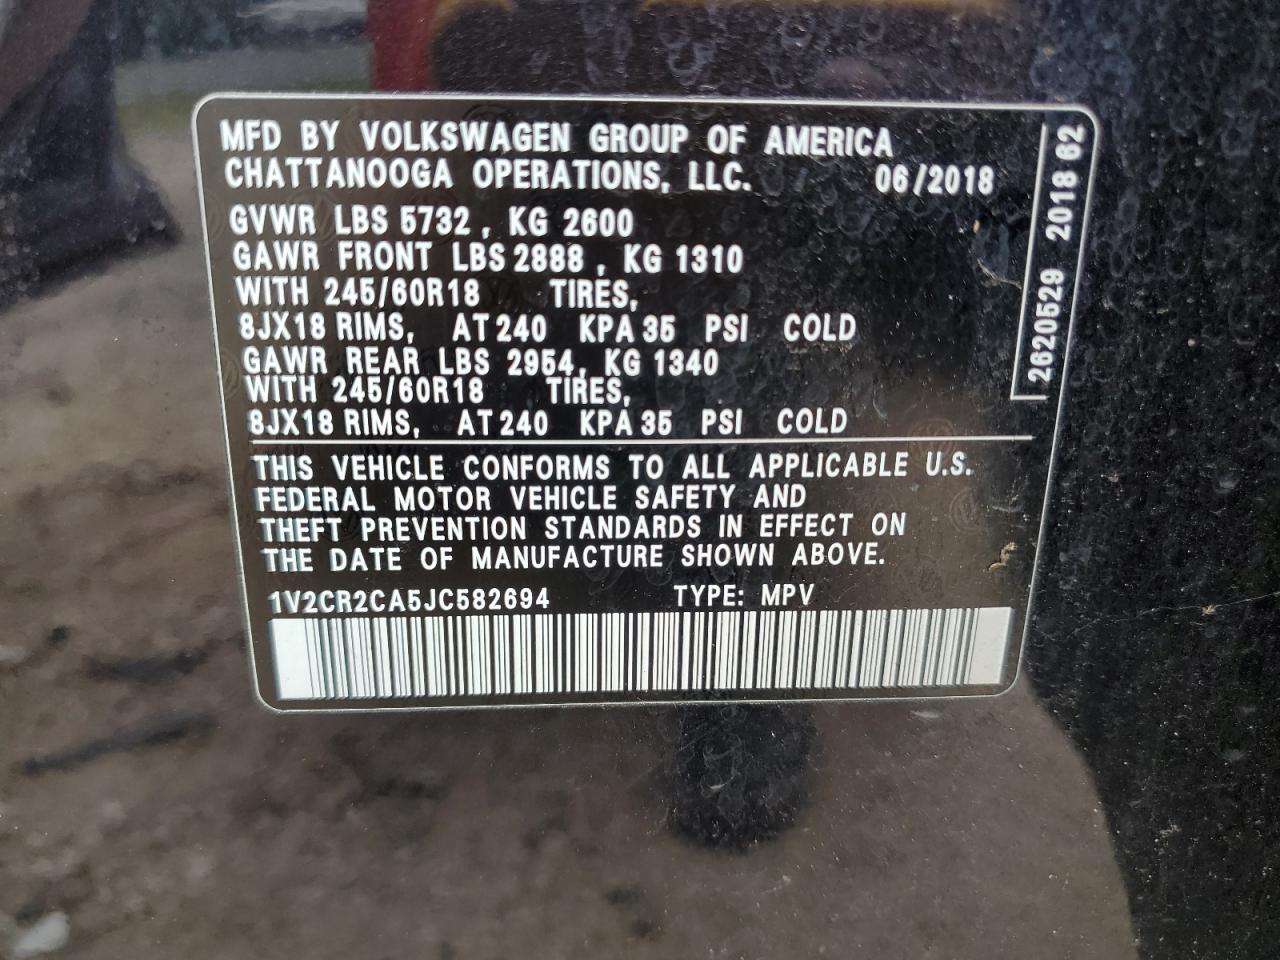 MFD BY VOLKSWAGEN GROUP OF AMERICA
CHATTANOOGA OPERATIONS, LLC. 06/2018
GVWR LBS 5732 , KG 2600
GAWR FRONT LBS 2888 , KG 1310
WITH 245/60R18 TIRES,
8JX18 RIMS, AT 240 KPA 35 PSI COLD
GAWR REAR LBS 2954, KG 1340
WITH 245/60R18 TIRES,
8JX18 RIMS, AT 240 KPA 35 PSI COLD
THIS VEHICLE CONFORMS TO ALL APPLICABLE U.S.
FEDERAL MOTOR VEHICLE SAFETY AND
THEFT PREVENTION STANDARDS IN EFFECT ON
THE DATE OF MANUFACTURE SHOWN ABOVE.
1V2CR2CA5JC582694 TYPE: MPV
2620529 2018 62